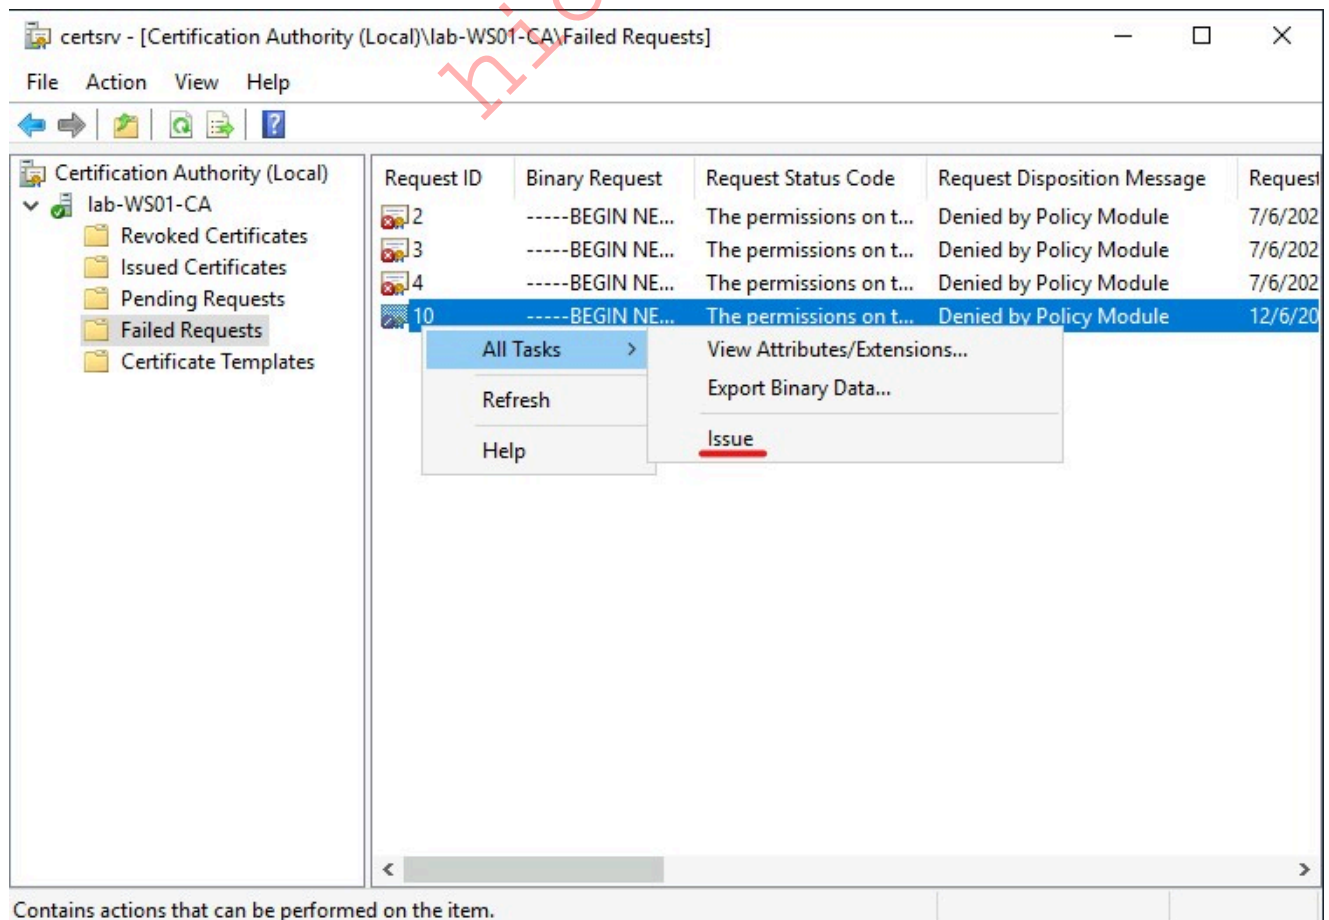 certsrv - [Certification Authority (Local)\lab-WS01-CA\Failed Requests]
File Action View Help
Certification Authority (Local)
lab-WS01-CA
Revoked Certificates
Issued Certificates
Pending Requests
Failed Requests
Certificate Templates
Request ID Binary Request Request Status Code Request Disposition Message Request
2 -----BEGIN NE... The permissions on t... Denied by Policy Module 7/6/202
3 -----BEGIN NE... The permissions on t... Denied by Policy Module 7/6/202
4 -----BEGIN NE... The permissions on t... Denied by Policy Module 7/6/202
10 -----BEGIN NE... The permissions on t... Denied by Policy Module 12/6/20
All Tasks >
Refresh
Help
View Attributes/Extensions...
Export Binary Data...
Issue
Contains actions that can be performed on the item.